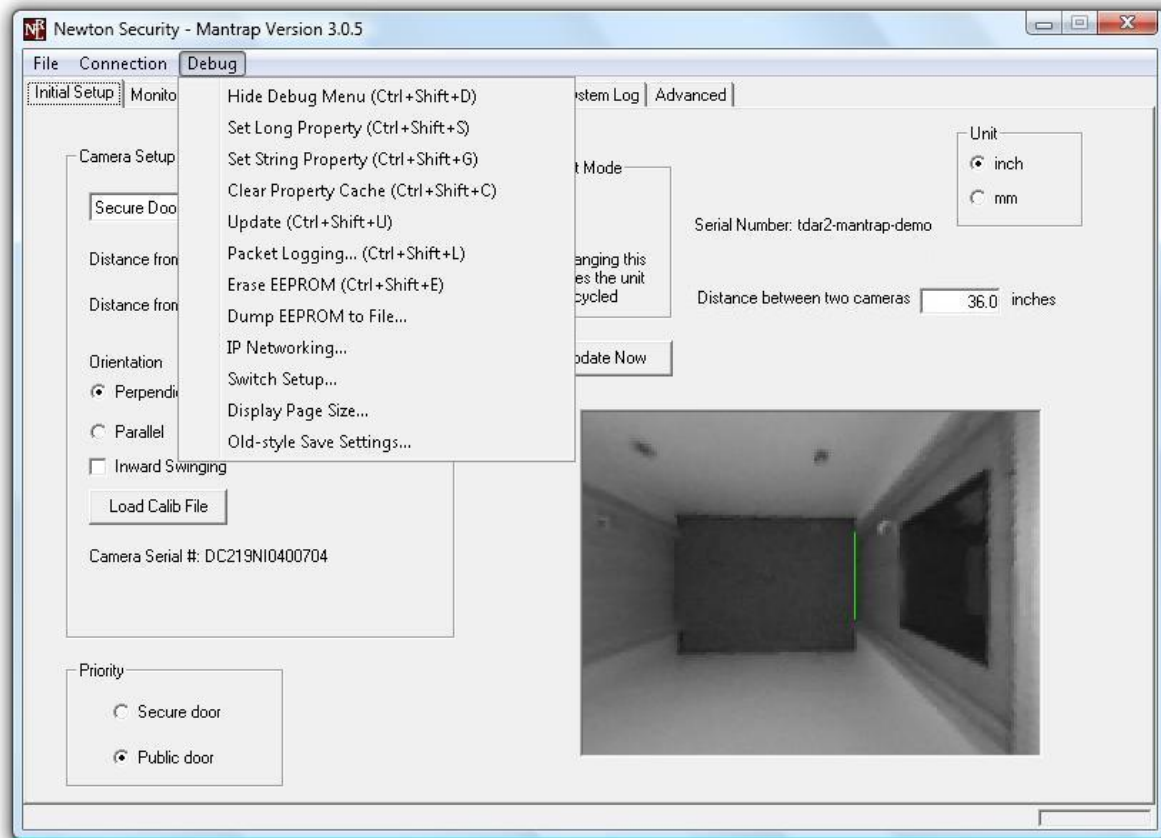 Newton Security - Mantrap Version 3.0.5
File Connection Debug
Initial Setup Monito stem Log Advanced
Hide Debug Menu (Ctrl+Shift+D)
Set Long Property (Ctrl+Shift+S)
Set String Property (Ctrl+Shift+G)
Clear Property Cache (Ctrl+Shift+C)
Update (Ctrl+Shift+U)
Packet Logging... (Ctrl+Shift+L)
Erase EEPROM (Ctrl+Shift+E)
Dump EEPROM to File...
IP Networking...
Switch Setup...
Display Page Size...
Old-style Save Settings...
Camera Setup
Secure Doo
Distance from
Distance from
Orientation
Perpendic
Parallel
Inward Swinging
Load Calib File
Camera Serial #: DC219NI0400704
Priority
Secure door
Public door
t Mode
anging this
es the unit
cycled
pdate Now
Unit
inch
mm
Serial Number: tdar2-mantrap-demo
Distance between two cameras 36.0 inches